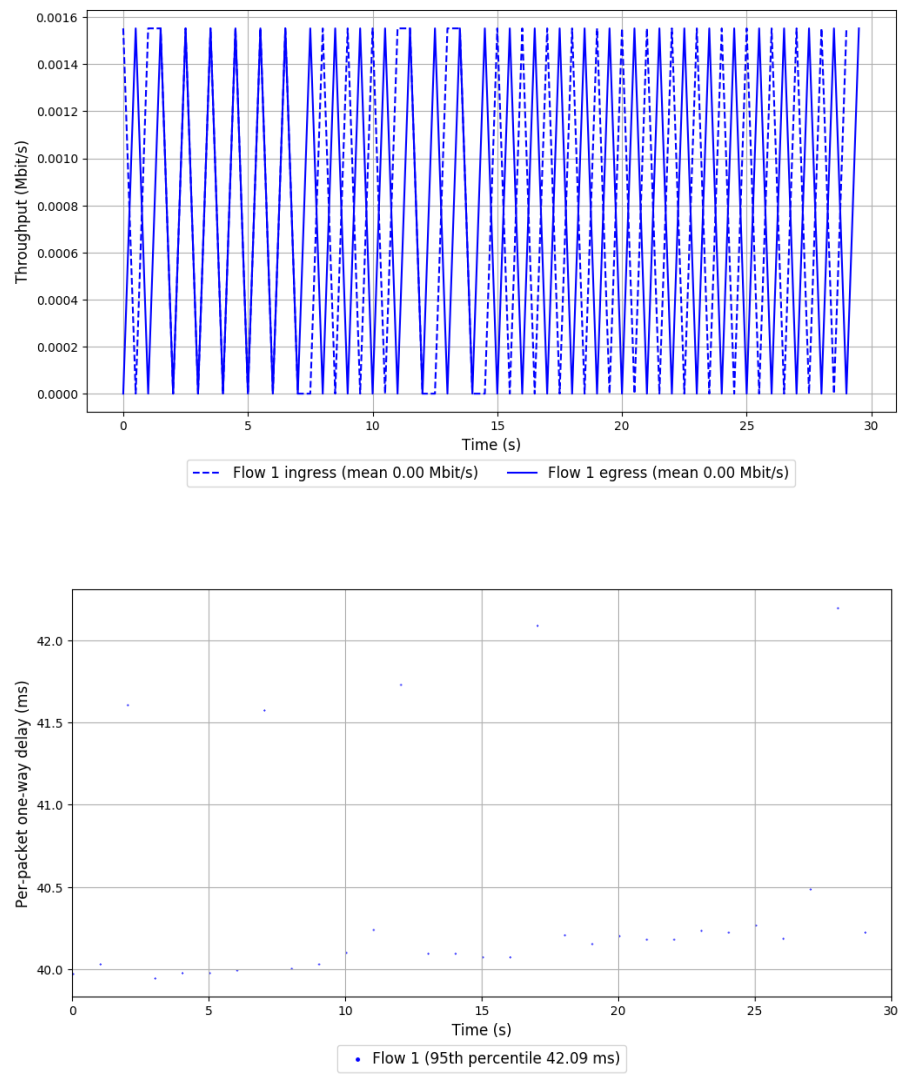 0.0016
0.0014
0.0012
0.0010
0.0008
0.0006
0.0004
0.0002
0.0000
Throughput (Mbit/s)
0 5 10 15 20 25 30
Time (s)
Flow 1 ingress (mean 0.00 Mbit/s) Flow 1 egress (mean 0.00 Mbit/s)
42.0
41.5
41.0
40.5
40.0
Per-packet one-way delay (ms)
0 5 10 15 20 25 30
Time (s)
Flow 1 (95th percentile 42.09 ms)